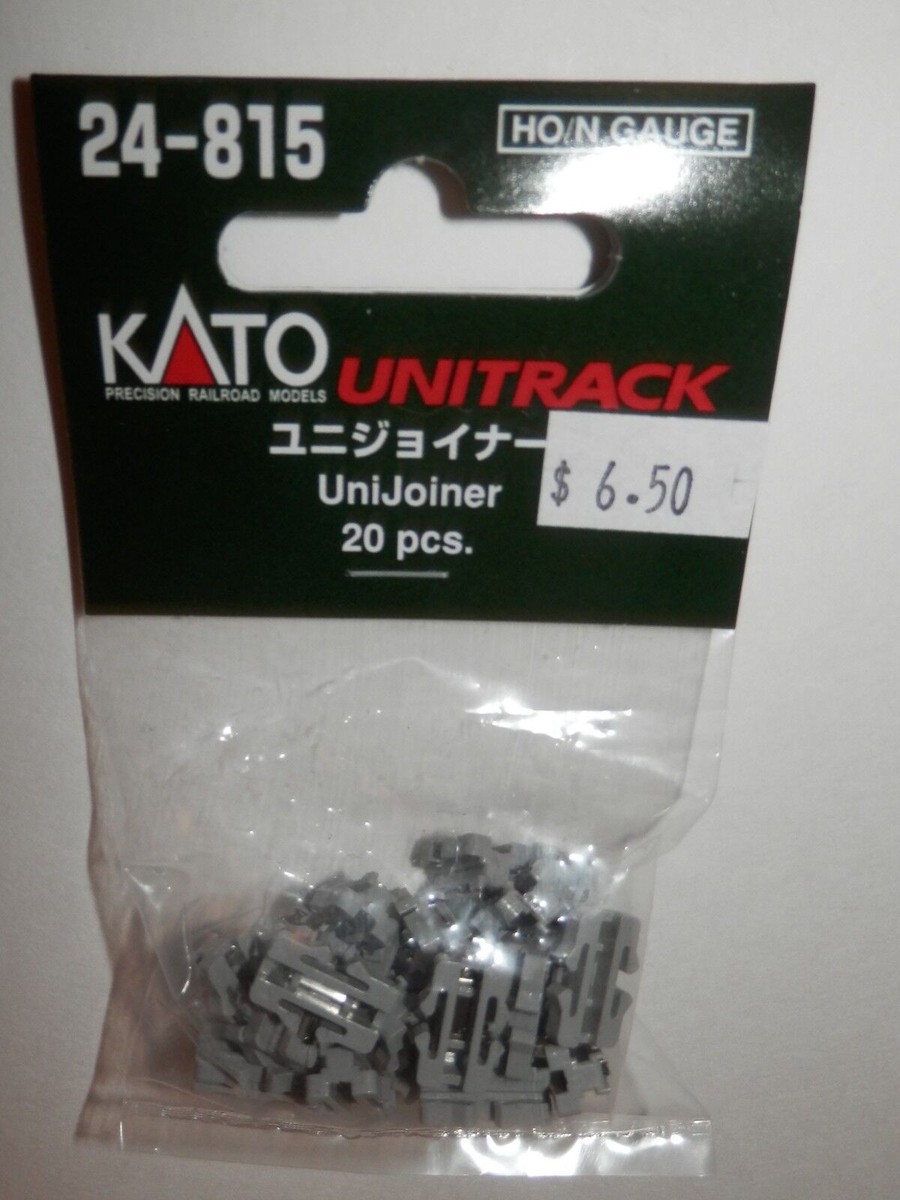 24-815
HO/N GAUGE
KATO
PRECISION RAILROAD MODELS
UNITRACK
ユニジョイナー
$ 6.50
UniJoiner
20 pcs.